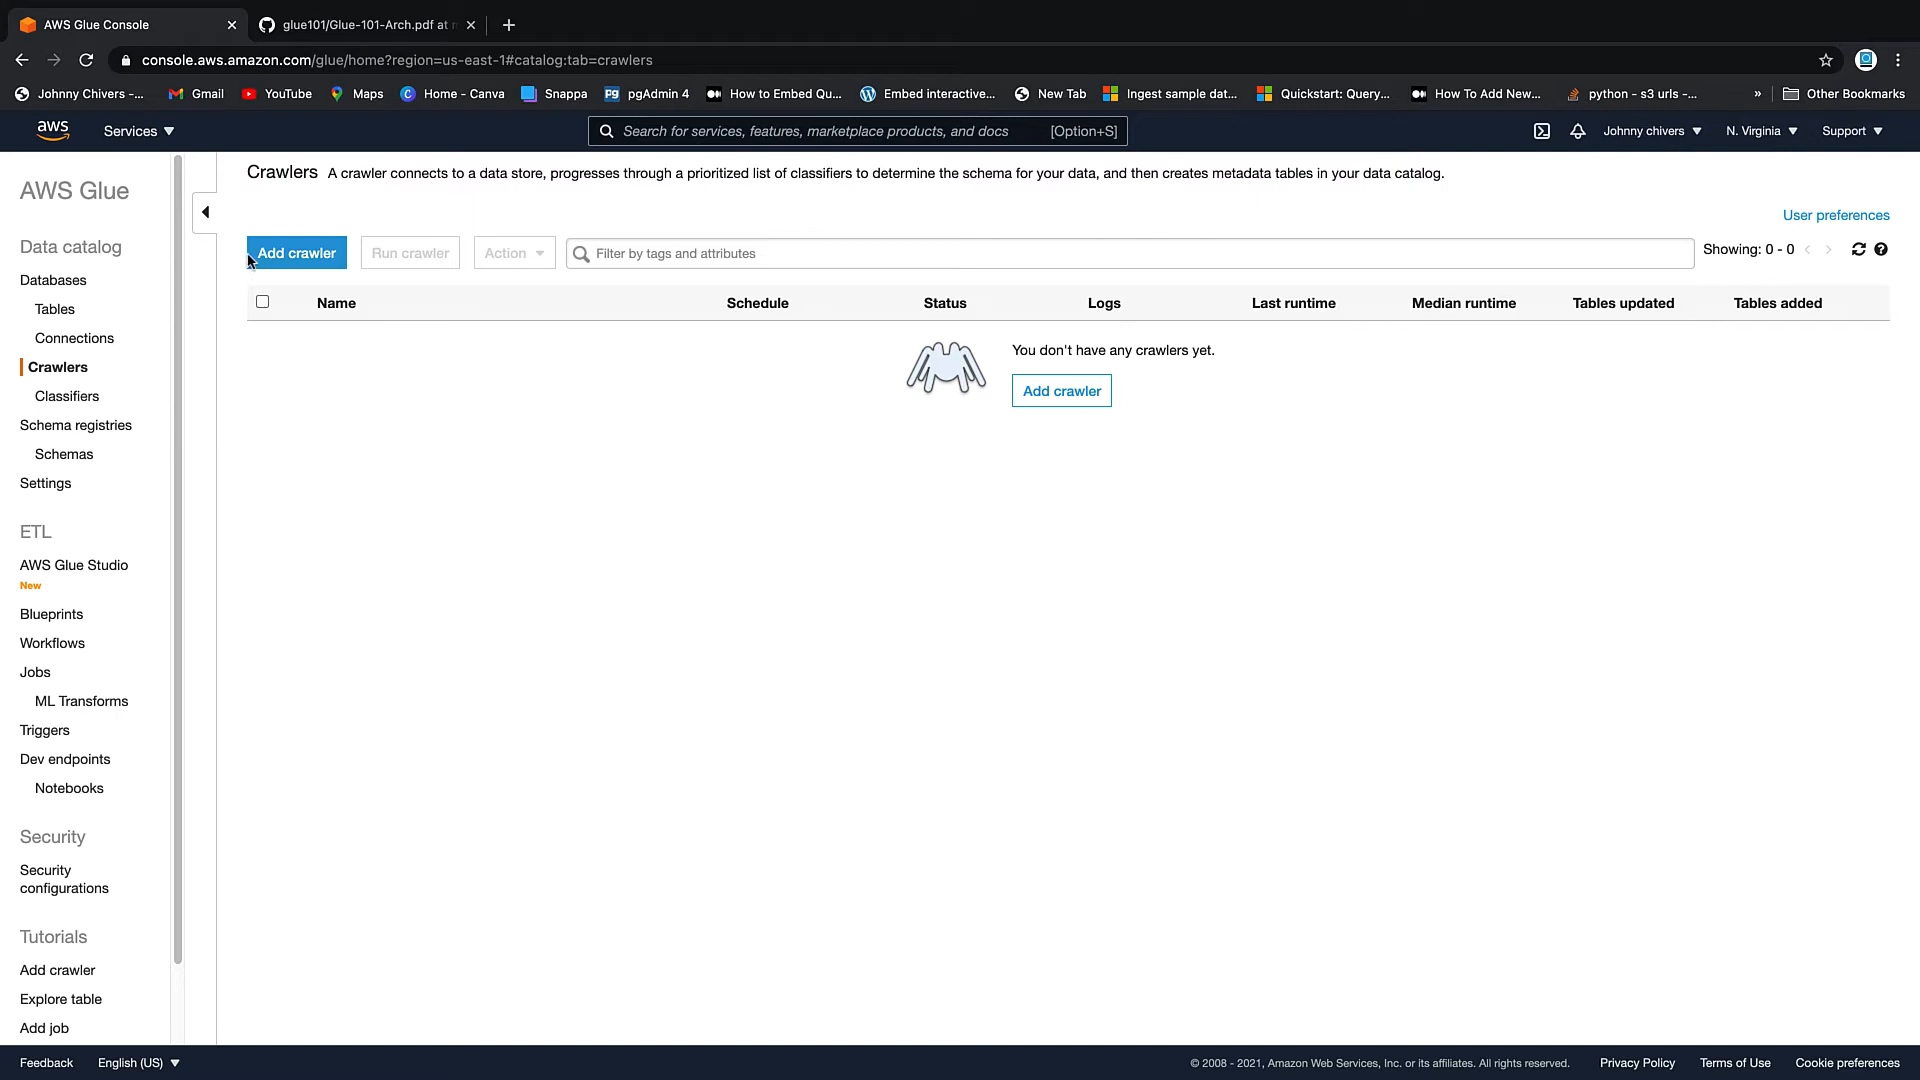 AWS Glue Console
glue101/Glue-101-Arch.pdf at
console.aws.amazon.com/glue/home?region=us-east-1#catalog:tab=crawlers
Johnny Chivers -...
Gmail
YouTube
Maps
Home - Canva
Snappa
pgAdmin 4
How to Embed Qu...
Embed interactive...
New Tab
Ingest sample dat...
Quickstart: Query...
How To Add New...
python - s3 urls -...
»
Other Bookmarks
aws
Services
Search for services, features, marketplace products, and docs
[Option+S]
Johnny chivers
N. Virginia
Support
AWS Glue
Data catalog
Databases
Tables
Connections
Crawlers
Classifiers
Schema registries
Schemas
Settings
ETL
AWS Glue Studio
New
Blueprints
Workflows
Jobs
ML Transforms
Triggers
Dev endpoints
Notebooks
Security
Security
configurations
Tutorials
Add crawler
Explore table
Add job
Crawlers A crawler connects to a data store, progresses through a prioritized list of classifiers to determine the schema for your data, and then creates metadata tables in your data catalog.
User preferences
Add crawler
Run crawler
Action
Filter by tags and attributes
Showing: 0 - 0
Name
Schedule
Status
Logs
Last runtime
Median runtime
Tables updated
Tables added
You don't have any crawlers yet.
Add crawler
Feedback
English (US)
© 2008 - 2021, Amazon Web Services, Inc. or its affiliates. All rights reserved.
Privacy Policy
Terms of Use
Cookie preferences